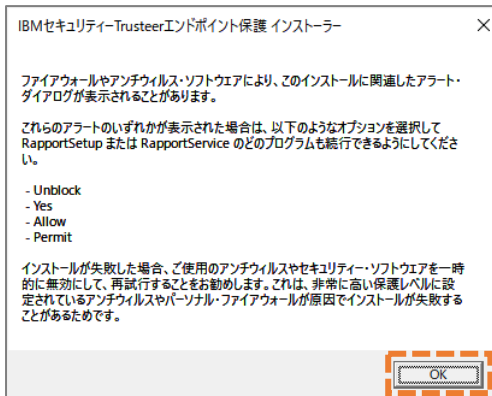 IBMセキュリティーTrusteerエンドポイント保護 インストーラー
ファイアウォールやアンチウィルス・ソフトウェアにより、このインストールに関連したアラート・
ダイアログが表示されることがあります。
これらのアラートのいずれかが表示された場合は、以下のようなオプションを選択して
RapportSetup または RapportService のどのプログラムも続行できるようにしてくださ
い。
- Unblock
- Yes
- Allow
- Permit
インストールが失敗した場合、ご使用のアンチウィルスやセキュリティー・ソフトウェアを一時
的に無効にして、再試行することをお勧めします。これは、非常に高い保護レベルに設
定されているアンチウィルスやパーソナル・ファイアウォールが原因でインストールが失敗する
ことがあるためです。
OK